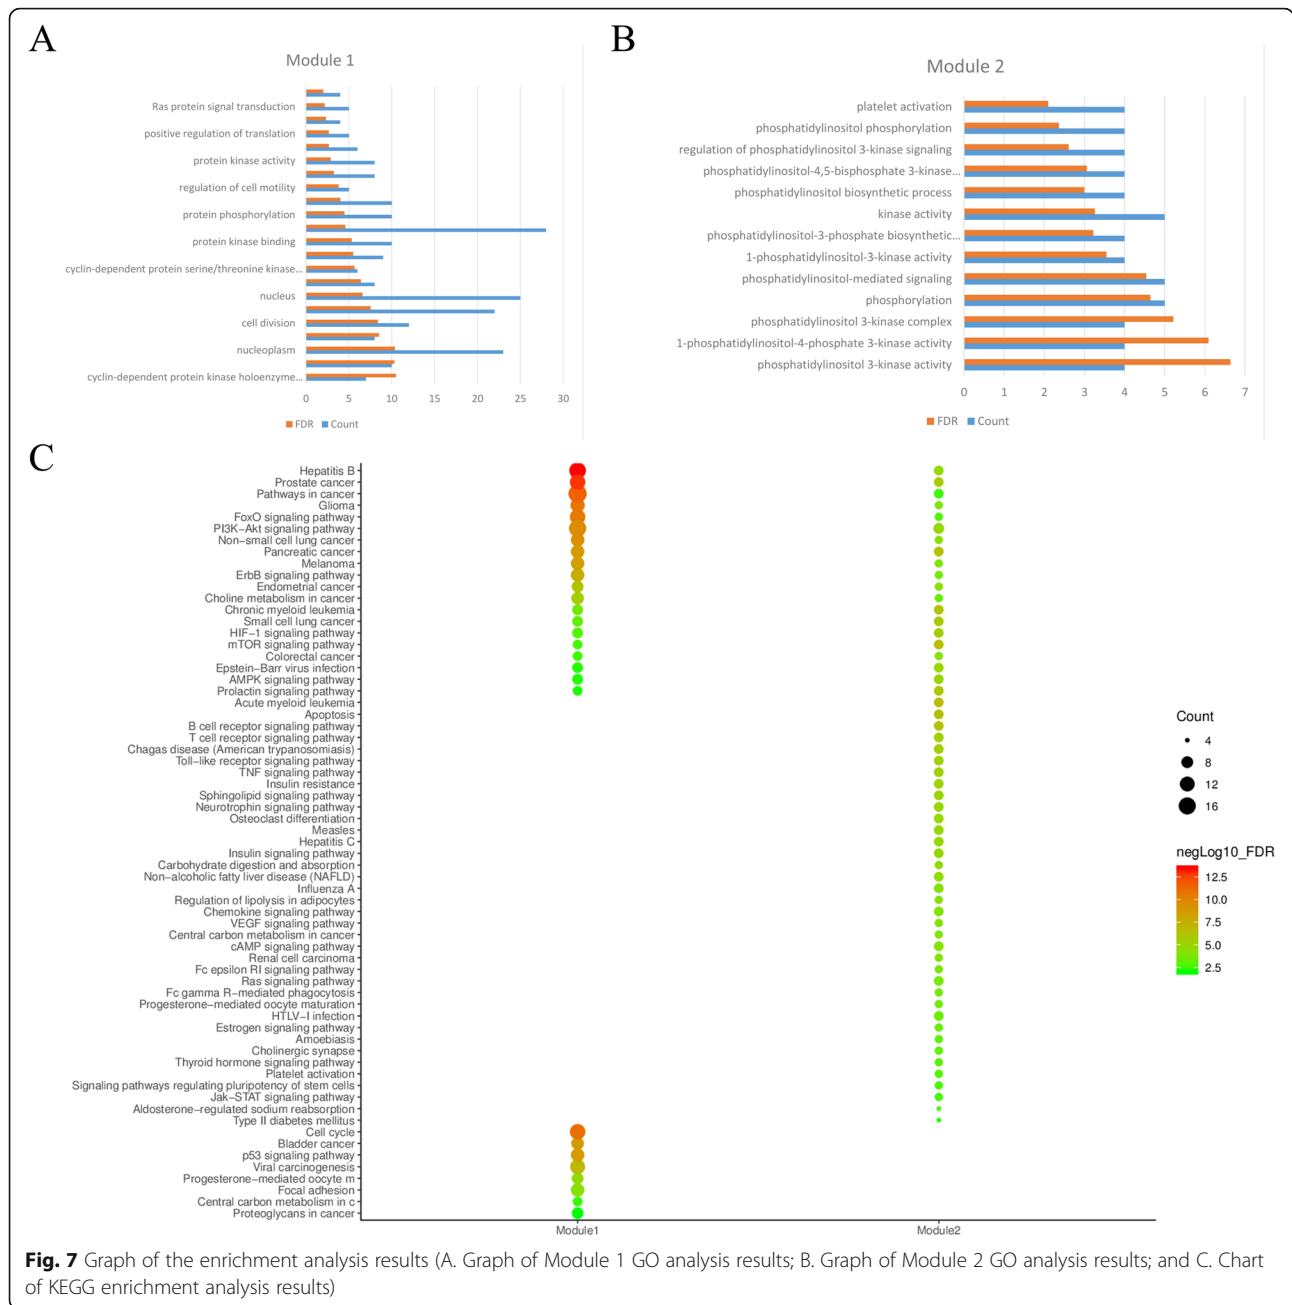 A
Module 1
Ras protein signal transduction
positive regulation of translation
protein kinase activity
regulation of cell motility
protein phosphorylation
protein kinase binding
cyclin-dependent protein serine/threonine kinase...
nucleus
cell division
nucleoplasm
cyclin-dependent protein kinase holoenzyme...
0 5 10 15 20 25 30
FDR Count
B
Module 2
platelet activation
phosphatidylinositol phosphorylation
regulation of phosphatidylinositol 3-kinase signaling
phosphatidylinositol-4,5-bisphosphate 3-kinase...
phosphatidylinositol biosynthetic process
kinase activity
phosphatidylinositol-3-phosphate biosynthetic...
1-phosphatidylinositol-3-kinase activity
phosphatidylinositol-mediated signaling
phosphorylation
phosphatidylinositol 3-kinase complex
1-phosphatidylinositol-4-phosphate 3-kinase activity
phosphatidylinositol 3-kinase activity
0 1 2 3 4 5 6 7
FDR Count
C
Hepatitis B
Prostate cancer
Pathways in cancer
Glioma
FoxO signaling pathway
PI3K−Akt signaling pathway
Non−small cell lung cancer
Pancreatic cancer
Melanoma
ErbB signaling pathway
Endometrial cancer
Choline metabolism in cancer
Chronic myeloid leukemia
Small cell lung cancer
HIF−1 signaling pathway
mTOR signaling pathway
Colorectal cancer
Epstein−Barr virus infection
AMPK signaling pathway
Prolactin signaling pathway
Acute myeloid leukemia
Apoptosis
B cell receptor signaling pathway
T cell receptor signaling pathway
Chagas disease (American trypanosomiasis)
Toll−like receptor signaling pathway
TNF signaling pathway
Insulin resistance
Sphingolipid signaling pathway
Neurotrophin signaling pathway
Osteoclast differentiation
Measles
Hepatitis C
Insulin signaling pathway
Carbohydrate digestion and absorption
Non−alcoholic fatty liver disease (NAFLD)
Influenza A
Regulation of lipolysis in adipocytes
Chemokine signaling pathway
VEGF signaling pathway
Central carbon metabolism in cancer
cAMP signaling pathway
Renal cell carcinoma
Fc epsilon RI signaling pathway
Ras signaling pathway
Fc gamma R−mediated phagocytosis
Progesterone−mediated oocyte maturation
HTLV−I infection
Estrogen signaling pathway
Amoebiasis
Cholinergic synapse
Thyroid hormone signaling pathway
Platelet activation
Signaling pathways regulating pluripotency of stem cells
Jak−STAT signaling pathway
Aldosterone−regulated sodium reabsorption
Type II diabetes mellitus
Cell cycle
Bladder cancer
p53 signaling pathway
Viral carcinogenesis
Progesterone−mediated oocyte m
Focal adhesion
Central carbon metabolism in c
Proteoglycans in cancer
Module1 Module2
Count
4
8
12
16
negLog10_FDR
12.5
10.0
7.5
5.0
2.5
Fig. 7 Graph of the enrichment analysis results (A. Graph of Module 1 GO analysis results; B. Graph of Module 2 GO analysis results; and C. Chart
of KEGG enrichment analysis results)